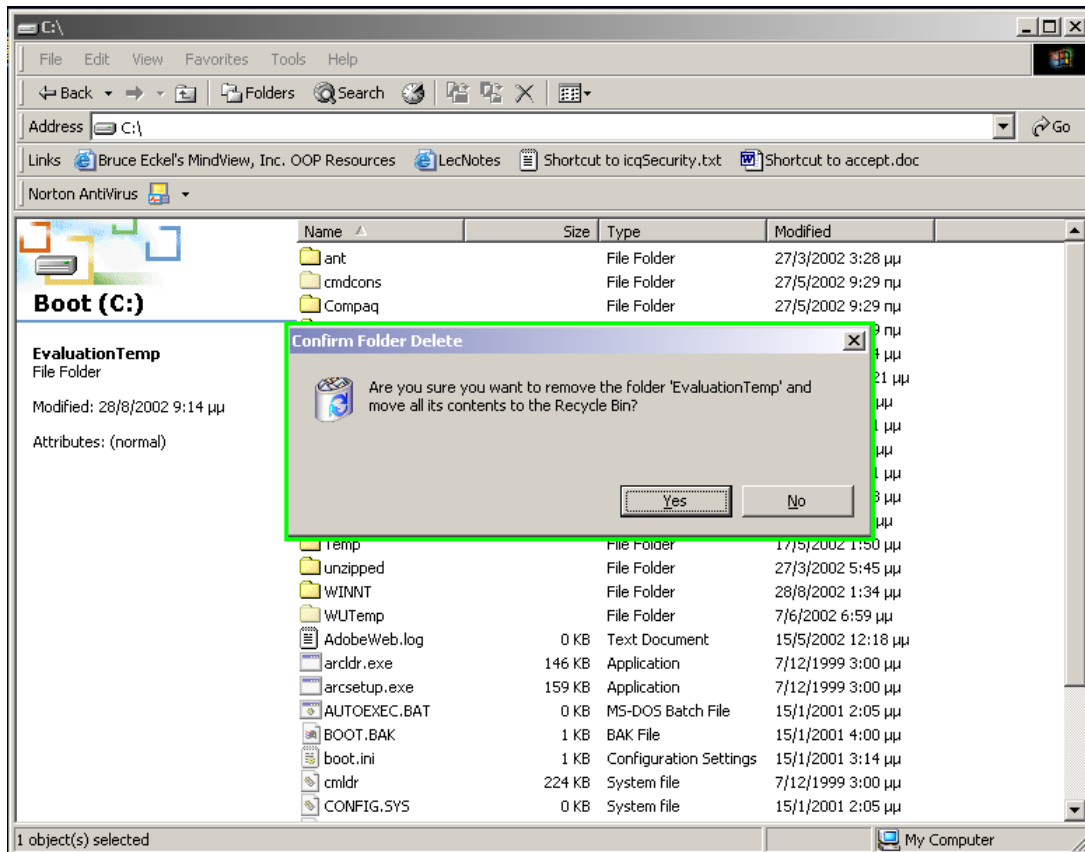 C:\
File Edit View Favorites Tools Help
Back Folders Search
Address C:\ Go
Links Bruce Eckel's MindView, Inc. OOP Resources LecNotes Shortcut to icqSecurity.txt Shortcut to accept.doc
Norton AntiVirus
Boot (C:)
EvaluationTemp
File Folder
Modified: 28/8/2002 9:14 μμ
Attributes: (normal)
Name Size Type Modified
ant File Folder 27/3/2002 3:28 μμ
cmdcons File Folder 27/5/2002 9:29 πμ
Compaq File Folder 27/5/2002 9:29 πμ
Confirm Folder Delete
Are you sure you want to remove the folder 'EvaluationTemp' and
move all its contents to the Recycle Bin?
Yes No
πμ
μμ
21 μμ
μμ
μμ
μμ
μμ
μμ
μμ
Temp File Folder 17/5/2002 1:50 μμ
unzipped File Folder 27/3/2002 5:45 μμ
WINNT File Folder 28/8/2002 1:34 μμ
WUTemp File Folder 7/6/2002 6:59 μμ
AdobeWeb.log 0 KB Text Document 15/5/2002 12:18 μμ
arcldr.exe 146 KB Application 7/12/1999 3:00 μμ
arcsetup.exe 159 KB Application 7/12/1999 3:00 μμ
AUTOEXEC.BAT 0 KB MS-DOS Batch File 15/1/2001 2:05 μμ
BOOT.BAK 1 KB BAK File 15/1/2001 4:00 μμ
boot.ini 1 KB Configuration Settings 15/1/2001 3:14 μμ
cmldr 224 KB System file 7/12/1999 3:00 μμ
CONFIG.SYS 0 KB System file 15/1/2001 2:05 μμ
1 object(s) selected My Computer